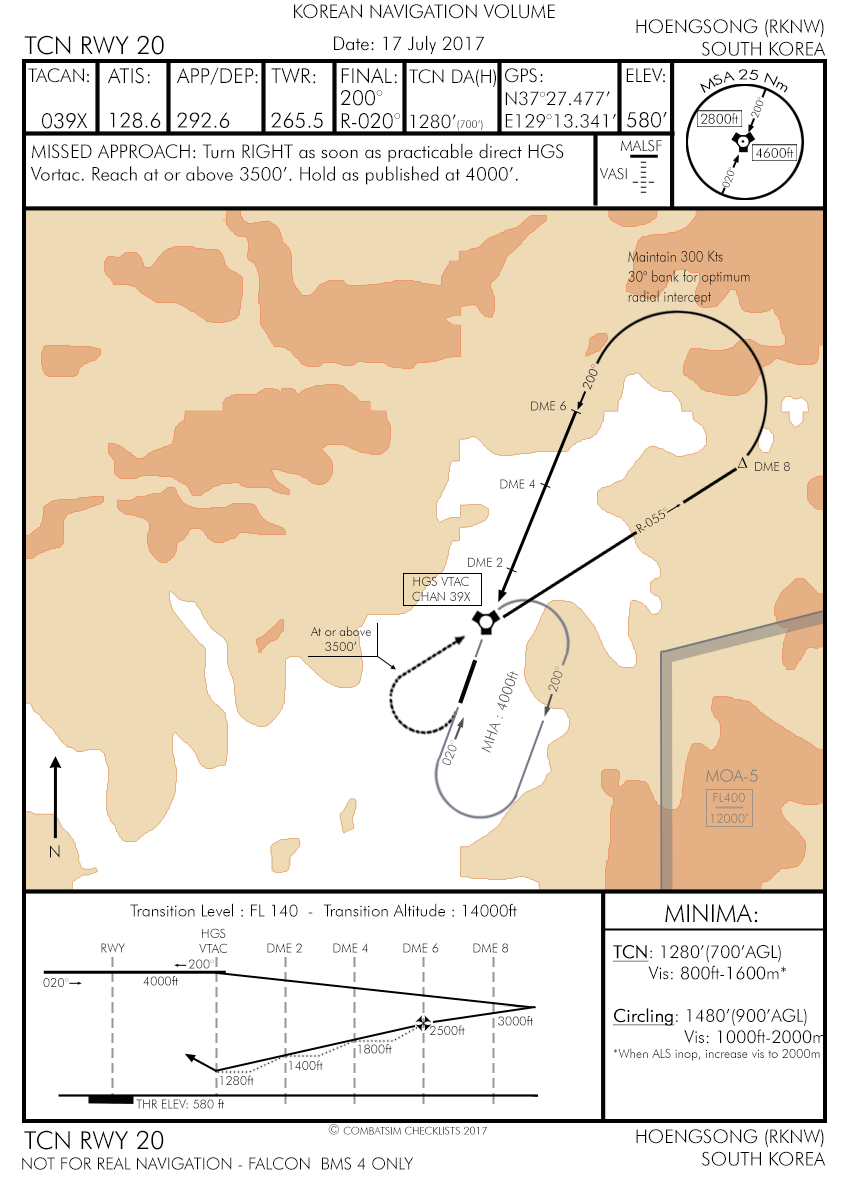 KOREAN NAVIGATION VOLUME
TCN RWY 20
Date: 17 July 2017
HOENGSONG (RKNW)
SOUTH KOREA
TACAN:
039X
ATIS:
128.6
APP/DEP:
292.6
TWR:
265.5
FINAL:
200°
R-020°
TCN DA(H)
1280'(700')
GPS:
N37°27.477'
E129°13.341'
ELEV:
580'
MSA 25 Nm
2800ft
200°
4600ft
020°
MISSED APPROACH: Turn RIGHT as soon as practicable direct HGS
Vortac. Reach at or above 3500'. Hold as published at 4000'.
MALSF
VASI
Maintain 300 Kts
30° bank for optimum
radial intercept
200°
DME 6
DME 8
DME 4
R-055°
DME 2
HGS VTAC
CHAN 39X
At or above
3500'
MHA : 4000ft
200°
020°
MOA-5
FL400
12000'
N
Transition Level : FL 140 - Transition Altitude : 14000ft
RWY
HGS
VTAC
DME 2
DME 4
DME 6
DME 8
200°
020°
4000ft
3000ft
2500ft
1800ft
1400ft
1280ft
THR ELEV: 580 ft
MINIMA:
TCN: 1280'(700'AGL)
Vis: 800ft-1600m*
Circling: 1480'(900'AGL)
Vis: 1000ft-2000m
*When ALS inop, increase vis to 2000m
© COMBATSIM CHECKLISTS 2017
TCN RWY 20
NOT FOR REAL NAVIGATION - FALCON BMS 4 ONLY
HOENGSONG (RKNW)
SOUTH KOREA